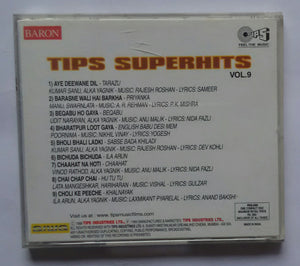 BARON
TIPS
FEEL THE MUSIC
TIPS SUPERHITS
VOL.9
1) AYE DEEWANE DIL - TARAZU
KUMAR SANU, ALKA YAGNIK - MUSIC: RAJESH ROSHAN - LYRICS: SAMEER
2) BARASNE WALI HAI BARKHA - PRIYANKA
MANU, SWARNLATA - MUSIC: A. R. REHMAN - LYRICS: P.K. MISHRA
3) BEQABU HO GAYA - BEQABU
UDIT NARAYAN, ALKA YAGNIK - MUSIC: ANU MALIK - LYRICS: NIDA FAZLI
4) BHARATPUR LOOT GAYA - ENGLISH BABU DESI MEM
POORNIMA - MUSIC: NIKHIL VINAY - LYRICS: YOGESH
5) BHOLI BHALI LADKI - SABSE BADA KHILADI
KUMAR SANU, ALKA YAGNIK - MUSIC: RAJESH ROSHAN - LYRICS: DEV KOHLI
6) BICHUDA BICHUDA - ILA ARUN
7) CHAAHAT NA HOTI - CHAAHAT
VINOD RATHOD, ALKA YAGNIK - MUSIC: ANU MALIK - LYRICS: NIDA FAZLI
8) CHAI CHAP CHAI - HU TU TU
LATA MANGESHKAR, HARIHARAN - MUSIC: VISHAL - LYRICS: GULZAR
9) CHOLI KE PEECHE - KHALNAYAK
ILA ARUN, ALKA YAGNIK - MUSIC: LAXMIKANT PYARELAL - LYRICS: ANAND BAKSHI
Visit us at: www.tipsmusicfilms.com
TIPS INDUSTRIES LTD.
MADE IN INDIA